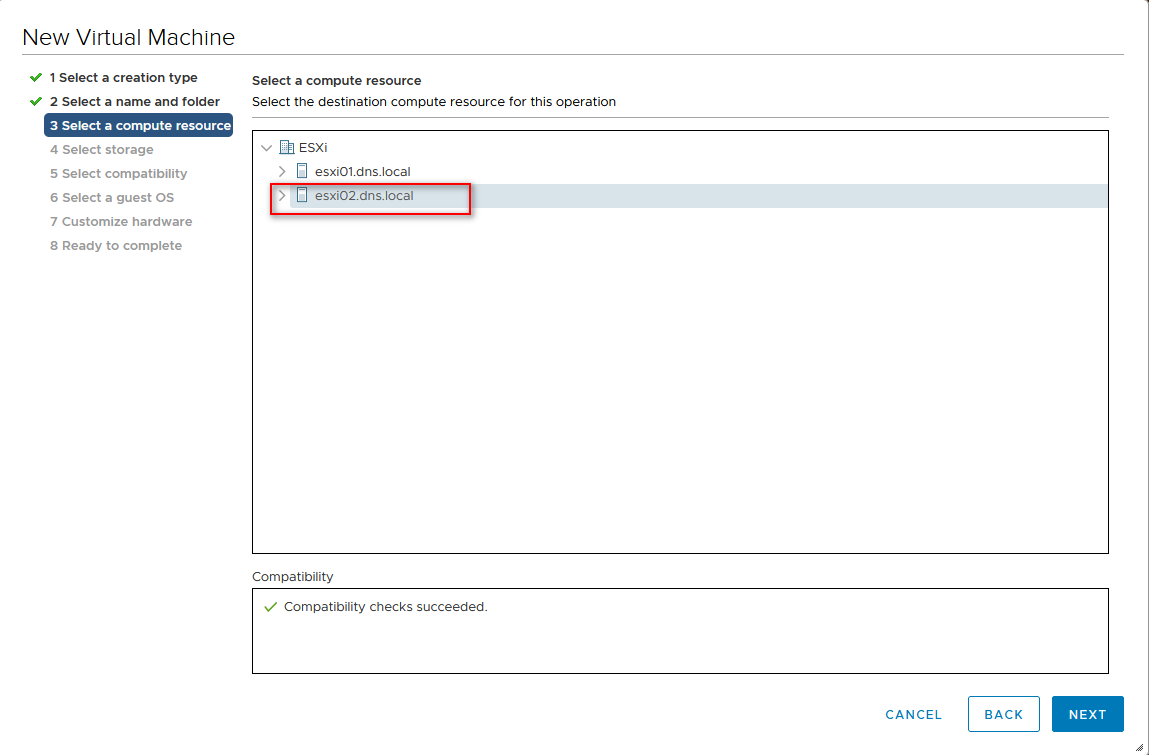 New Virtual Machine
1 Select a creation type
2 Select a name and folder
3 Select a compute resource
4 Select storage
5 Select compatibility
6 Select a guest OS
7 Customize hardware
8 Ready to complete
Select a compute resource
Select the destination compute resource for this operation
ESXi
esxi01.dns.local
esxi02.dns.local
Compatibility
Compatibility checks succeeded.
CANCEL
BACK
NEXT